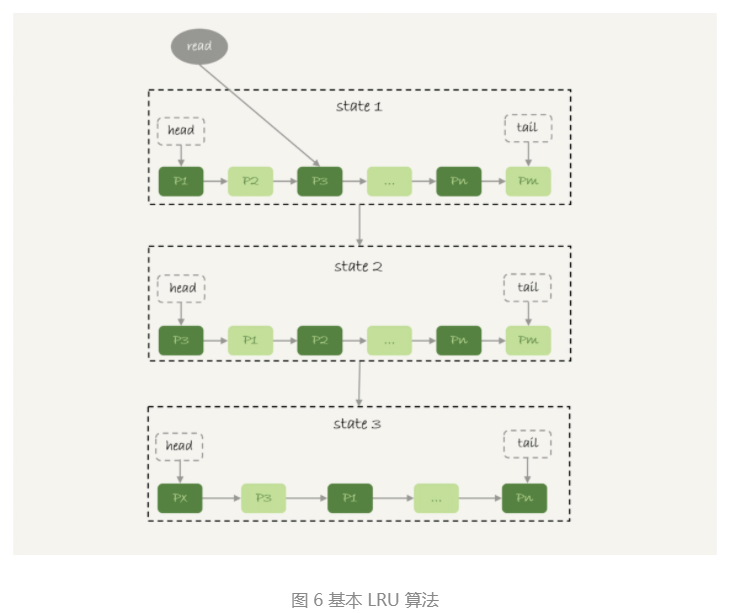 read
state 1
head
tail
P1 P2 P3 ... Pn Pm
state 2
head
tail
P3 P1 P2 ... Pn Pm
state 3
head
tail
Px P3 P1 ... Pn
图 6 基本 LRU 算法